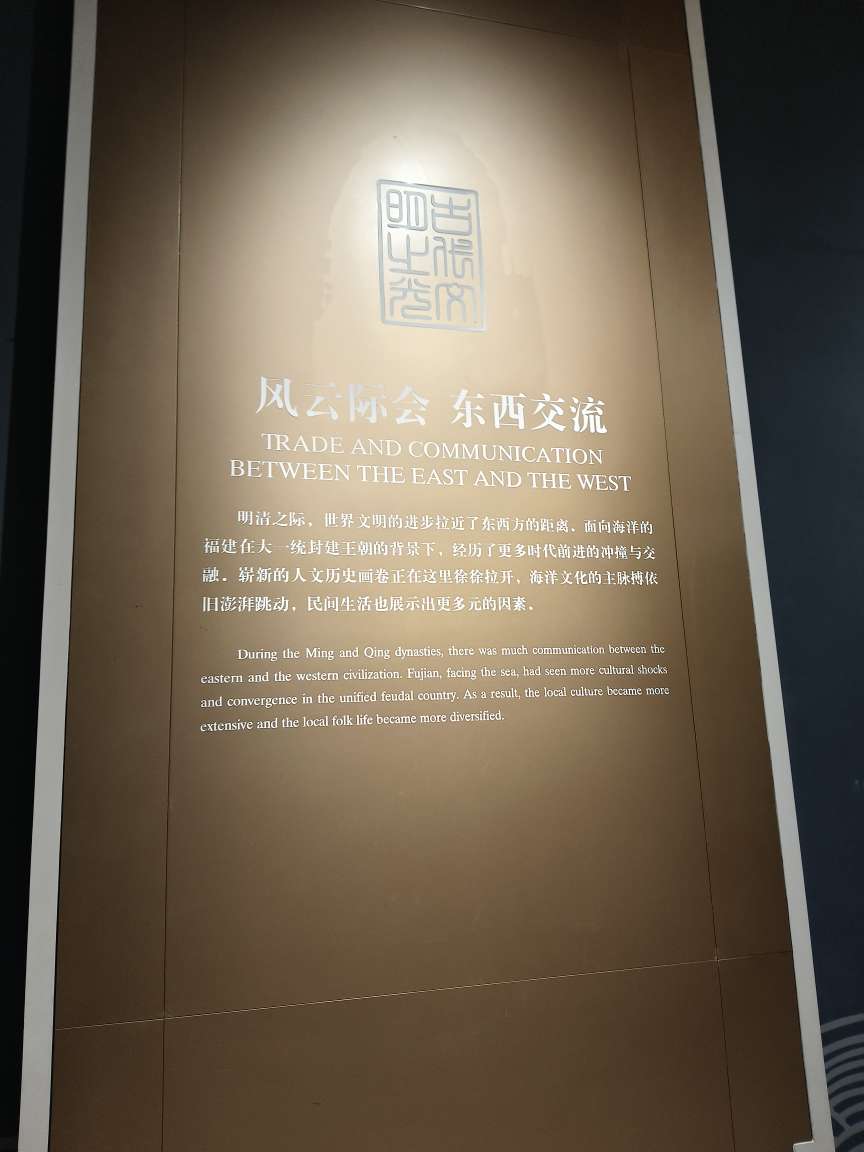 古代文
明之光
风云际会 东西交流
TRADE AND COMMUNICATION
BETWEEN THE EAST AND THE WEST
明清之际，世界文明的进步拉近了东西方的距离。面向海洋的
福建在大一统封建王朝的背景下，经历了更多时代前进的冲撞与交
融。崭新的人文历史画卷正在这里徐徐拉开，海洋文化的主脉搏依
旧澎湃跳动，民间生活也展示出更多元的因素。
During the Ming and Qing dynasties, there was much communication between the
eastern and the western civilization. Fujian, facing the sea, had seen more cultural shocks
and convergence in the unified feudal country. As a result, the local culture became more
extensive and the local folk life became more diversified.